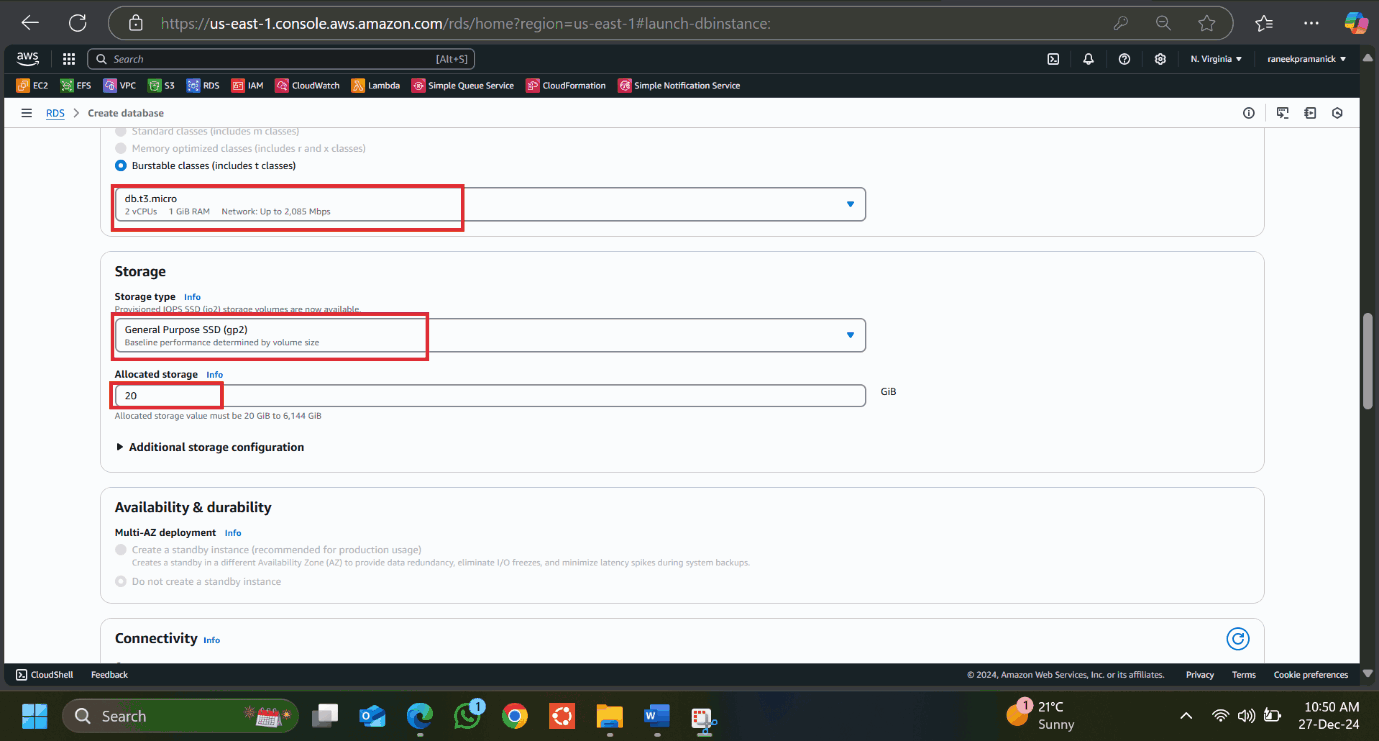 https://us-east-1.console.aws.amazon.com/rds/home?region=us-east-1#launch-dbinstance:
aws
Search [Alt+S]
N. Virginia
raneekpramanick
EC2 EFS VPC S3 RDS IAM CloudWatch Lambda Simple Queue Service CloudFormation Simple Notification Service
RDS > Create database
Standard classes (includes m classes)
Memory optimized classes (includes r and x classes)
Burstable classes (includes t classes)
db.t3.micro
2 vCPUs 1 GiB RAM Network: Up to 2,085 Mbps
Storage
Storage type Info
Provisioned IOPS SSD (io2) storage volumes are now available.
General Purpose SSD (gp2)
Baseline performance determined by volume size
Allocated storage Info
20
GiB
Allocated storage value must be 20 GiB to 6,144 GiB
Additional storage configuration
Availability & durability
Multi-AZ deployment Info
Create a standby instance (recommended for production usage)
Creates a standby in a different Availability Zone (AZ) to provide data redundancy, eliminate I/O freezes, and minimize latency spikes during system backups.
Do not create a standby instance
Connectivity Info
CloudShell Feedback © 2024, Amazon Web Services, Inc. or its affiliates. Privacy Terms Cookie preferences
Search
1
1
21°C
Sunny
10:50 AM
27-Dec-24